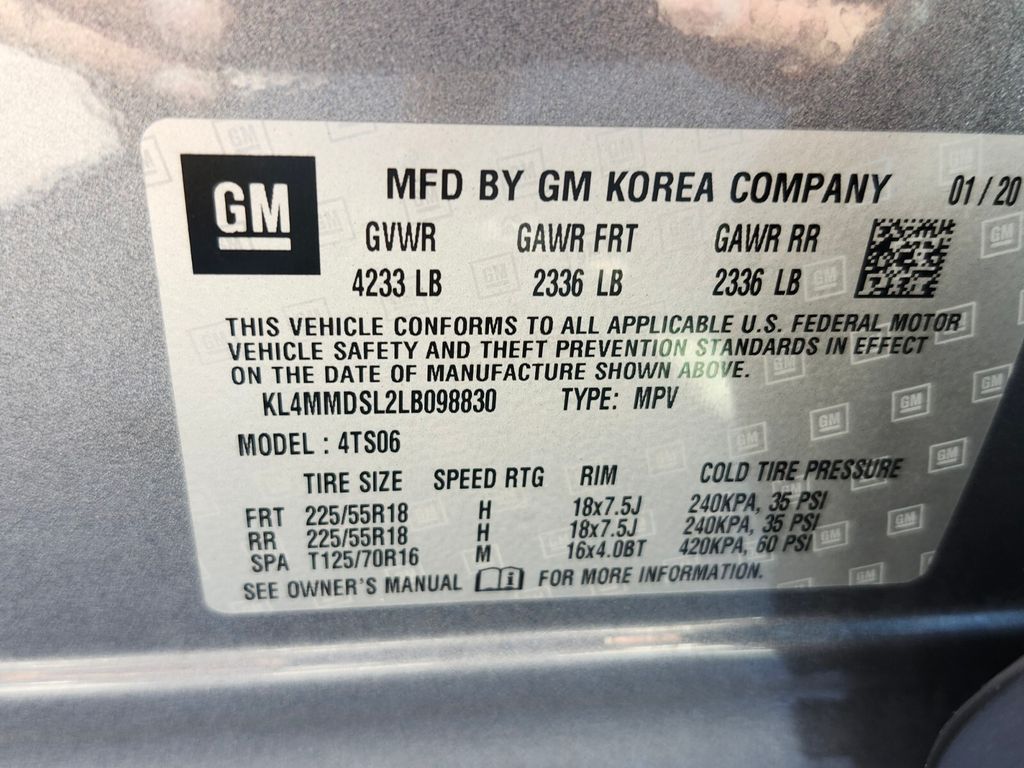 GM
MFD BY GM KOREA COMPANY 01/20
GVWR GAWR FRT GAWR RR
4233 LB 2336 LB 2336 LB
THIS VEHICLE CONFORMS TO ALL APPLICABLE U.S. FEDERAL MOTOR
VEHICLE SAFETY AND THEFT PREVENTION STANDARDS IN EFFECT
ON THE DATE OF MANUFACTURE SHOWN ABOVE.
KL4MMDSL2LB098830 TYPE: MPV
MODEL : 4TS06
TIRE SIZE SPEED RTG RIM COLD TIRE PRESSURE
FRT 225/55R18 H 18x7.5J 240KPA, 35 PSI
RR 225/55R18 H 18x7.5J 240KPA, 35 PSI
SPA T125/70R16 M 16x4.0BT 420KPA, 60 PSI
SEE OWNER'S MANUAL FOR MORE INFORMATION.